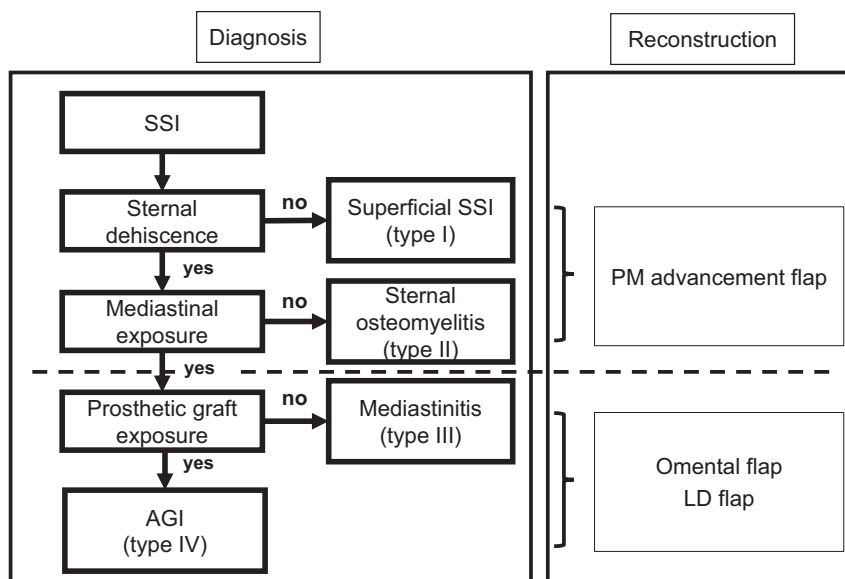 Diagnosis
Reconstruction
SSI
Sternal
dehiscence
no
Superficial SSI
(type I)
yes
PM advancement flap
Mediastinal
exposure
no
Sternal
osteomyelitis
(type II)
yes
Prosthetic graft
exposure
no
Mediastinitis
(type III)
yes
Omental flap
LD flap
AGI
(type IV)